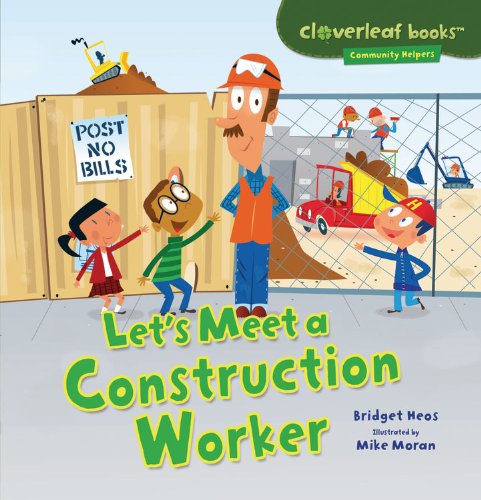 cloverleaf books™
Community Helpers
POST
NO
BILLS
H
Let's Meet a
Construction
Worker
Bridget Heos
Illustrated by
Mike Moran